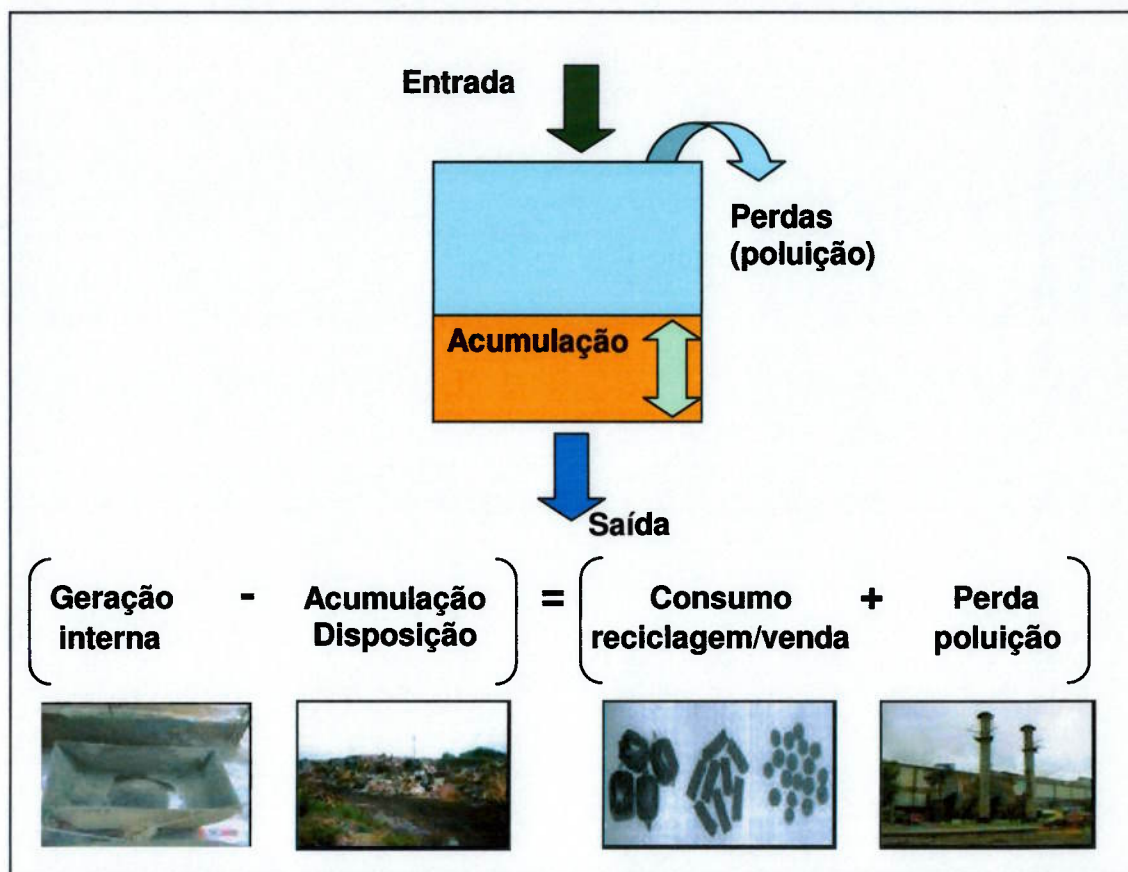 Entrada
Perdas
(poluição)
Acumulação
Saída
Geração - Acumulação = Consumo + Perda
interna Disposição reciclagem/venda poluição